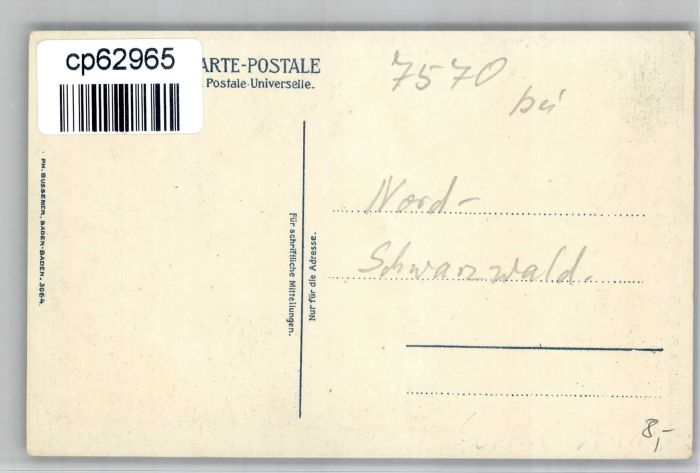 cp62965
ARTE-POSTALE
Postale-Universelle.
7570
bei
Nord-
Schwarzwald.
8,-
Für schriftliche Mitteilungen.
Nur für die Adresse.
PH. BUSSEMER, BADEN-BADEN. 3064.